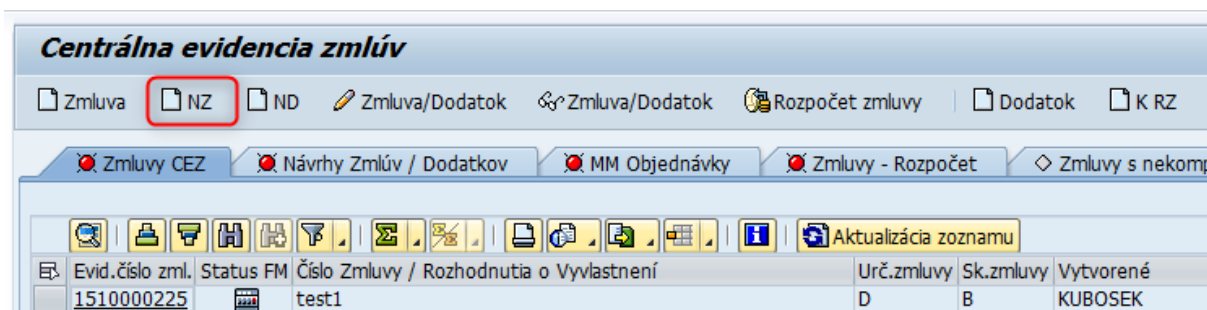 Centrálna evidencia zmlúv
Zmluva NZ ND Zmluva/Dodatok Zmluva/Dodatok Rozpočet zmluvy Dodatok K RZ
Zmluvy CEZ Návrhy Zmlúv / Dodatkov MM Objednávky Zmluvy - Rozpočet Zmluvy s nekomp
Aktualizácia zoznamu
Evid.číslo zml. Status FM Číslo Zmluvy / Rozhodnutia o Vyvlastnení Urč.zmluvy Sk.zmluvy Vytvorené
1510000225 test1 D B KUBOSEK